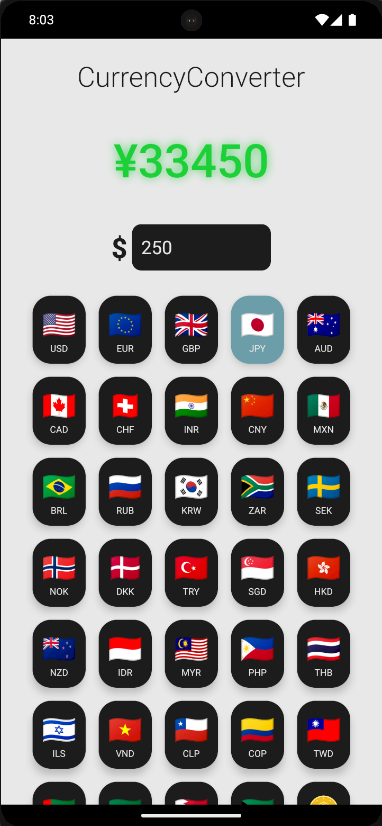 8:03
CurrencyConverter
¥33450
$ 250
USD EUR GBP JPY AUD
CAD CHF INR CNY MXN
BRL RUB KRW ZAR SEK
NOK DKK TRY SGD HKD
NZD IDR MYR PHP THB
ILS VND CLP COP TWD